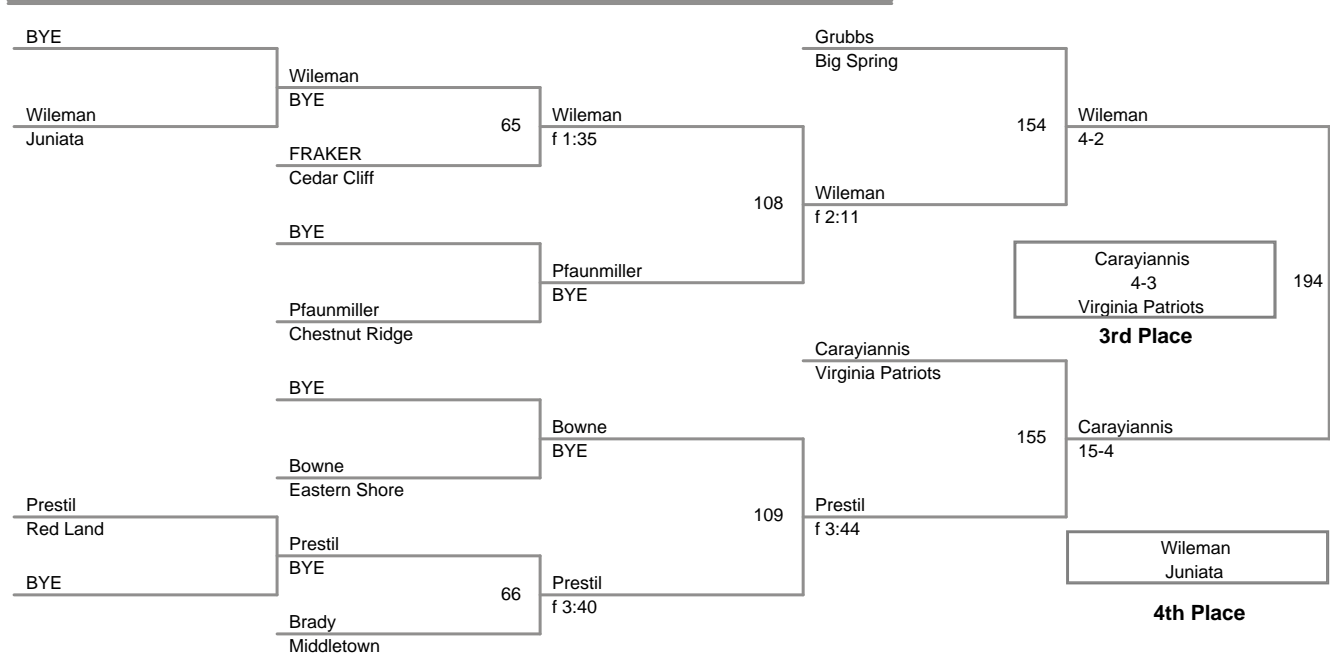 BYE
Wileman
Juniata
Wileman
BYE
65
FRAKER
Cedar Cliff
Wileman
f 1:35
BYE
Pfaunmiller
Chestnut Ridge
Pfaunmiller
BYE
108
Wileman
f 2:11
Grubbs
Big Spring
154
Wileman
4-2
BYE
Bowne
Eastern Shore
Bowne
BYE
Prestil
Red Land
BYE
Prestil
BYE
66
Brady
Middletown
Prestil
f 3:40
109
Prestil
f 3:44
Carayiannis
Virginia Patriots
155
Carayiannis
15-4
194
Carayiannis
4-3
Virginia Patriots
3rd Place
Wileman
Juniata
4th Place